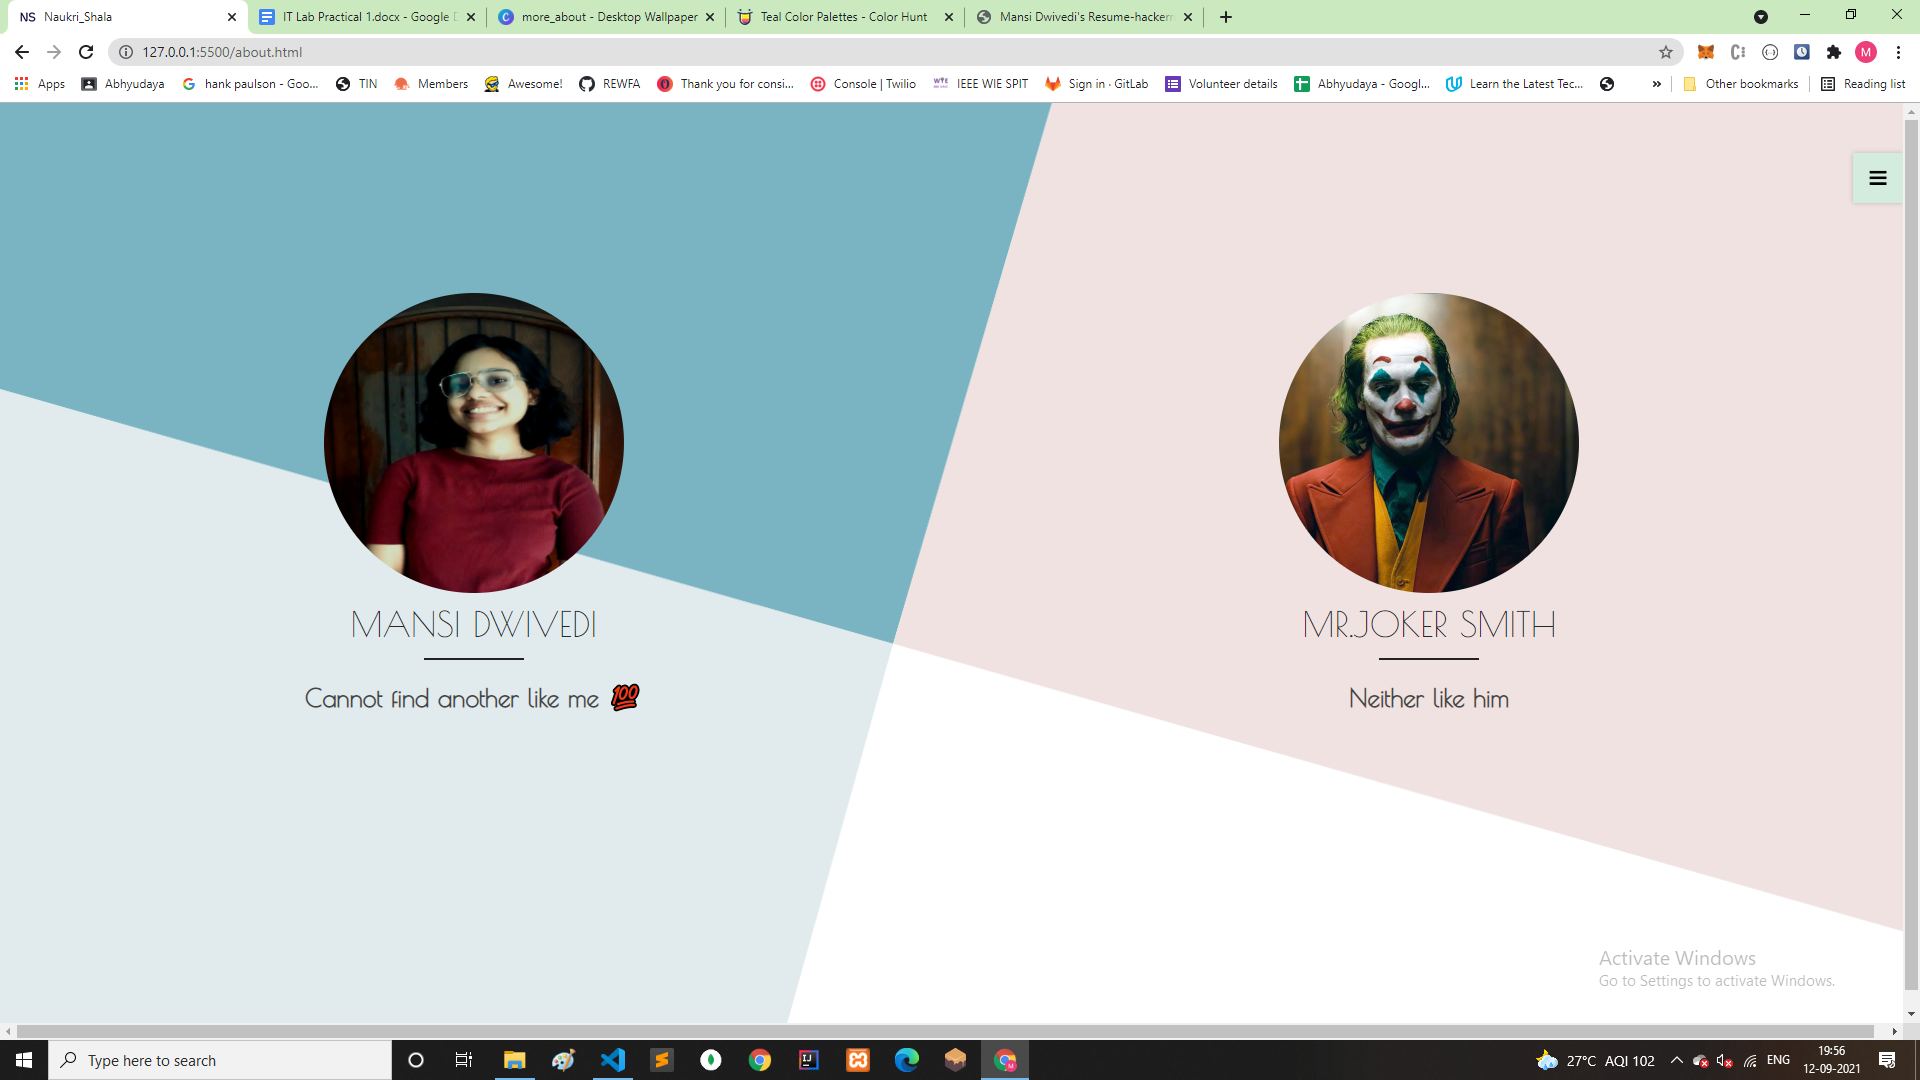 NS Naukri_Shala
IT Lab Practical 1.docx - Google
more_about - Desktop Wallpaper
Teal Color Palettes - Color Hunt
Mansi Dwivedi's Resume-hackerr
127.0.0.1:5500/about.html
M
Apps
Abhyudaya
hank paulson - Goo...
TIN
Members
Awesome!
REWFA
Thank you for consi...
Console | Twilio
IEEE WIE SPIT
Sign in · GitLab
Volunteer details
Abhyudaya - Googl...
Learn the Latest Tec...
»
Other bookmarks
Reading list
MANSI DWIVEDI
Cannot find another like me 💯
MR.JOKER SMITH
Neither like him
Activate Windows
Go to Settings to activate Windows.
Type here to search
27°C AQI 102
ENG
19:56
12-09-2021